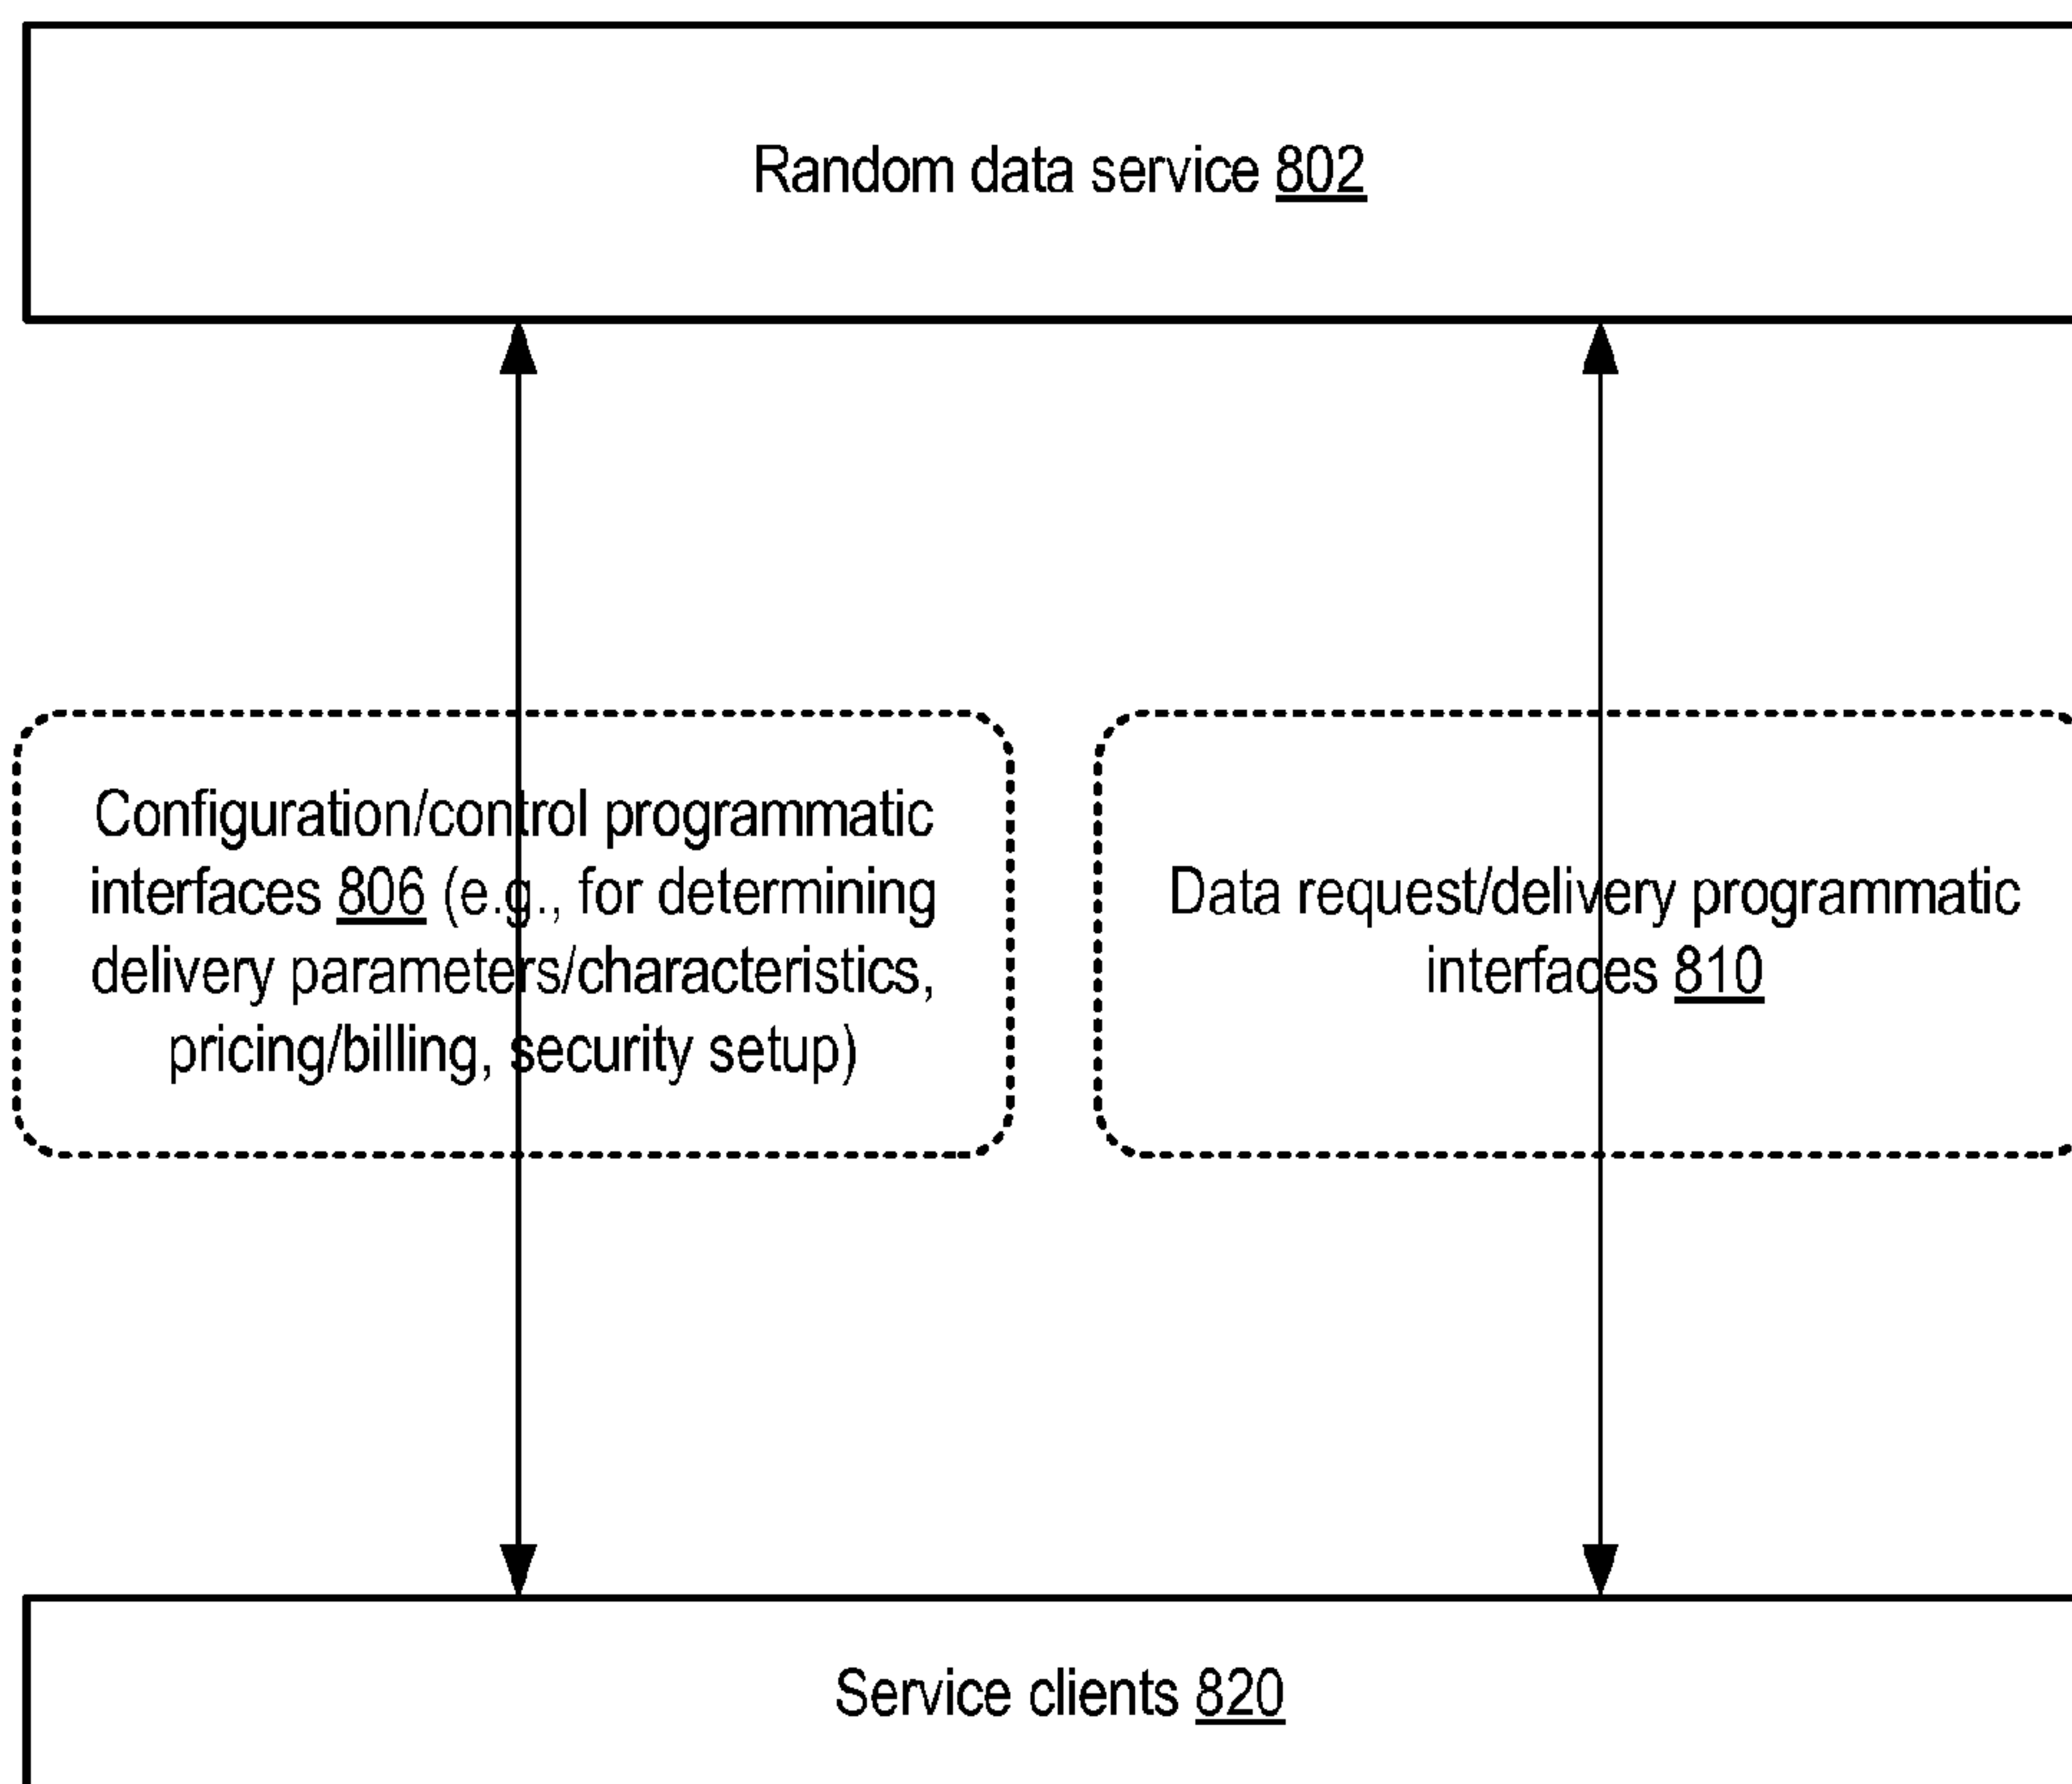 Random data service 802
Configuration/control programmatic
interfaces 806 (e.g., for determining
delivery parameters/characteristics,
pricing/billing, security setup)
Data request/delivery programmatic
interfaces 810
Service clients 820